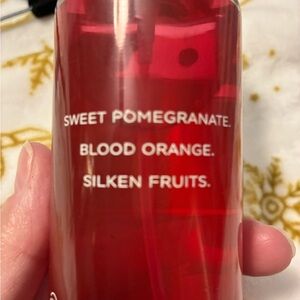 SWEET POMEGRANATE.
BLOOD ORANGE.
SILKEN FRUITS.